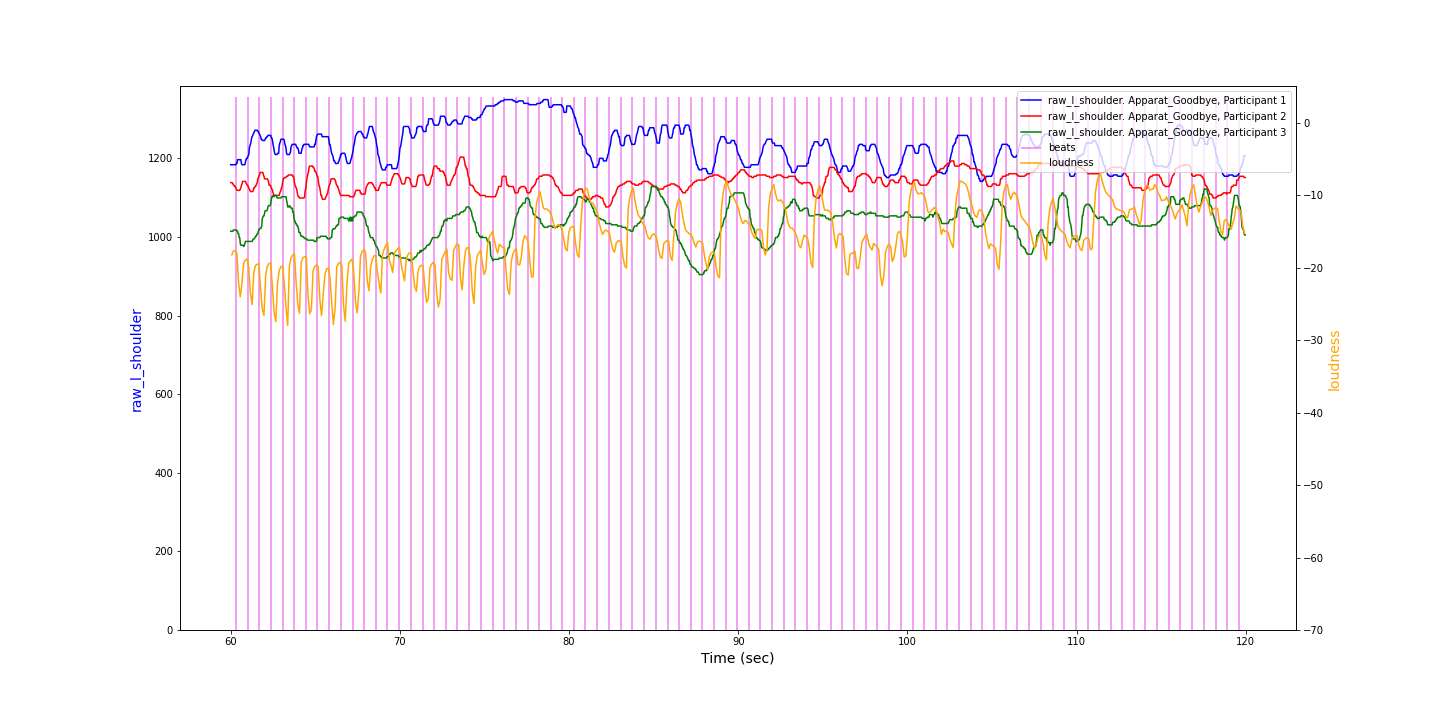 raw_l_shoulder. Apparat_Goodbye, Participant 1
raw_l_shoulder. Apparat_Goodbye, Participant 2
raw_l_shoulder. Apparat_Goodbye, Participant 3
beats
loudness
1200
1000
800
600
400
200
0
raw_l_shoulder
0
−10
−20
−30
−40
−50
−60
−70
loudness
60
70
80
90
100
110
120
Time (sec)